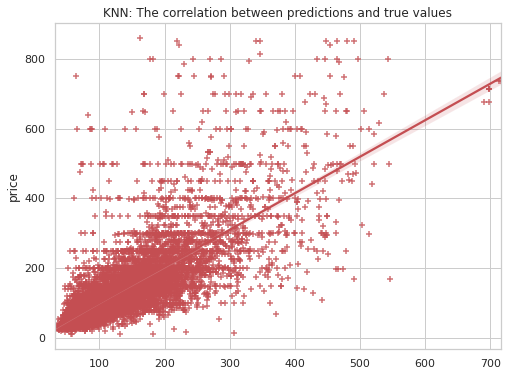 KNN: The correlation between predictions and true values
800
600
400
200
0
price
100 200 300 400 500 600 700